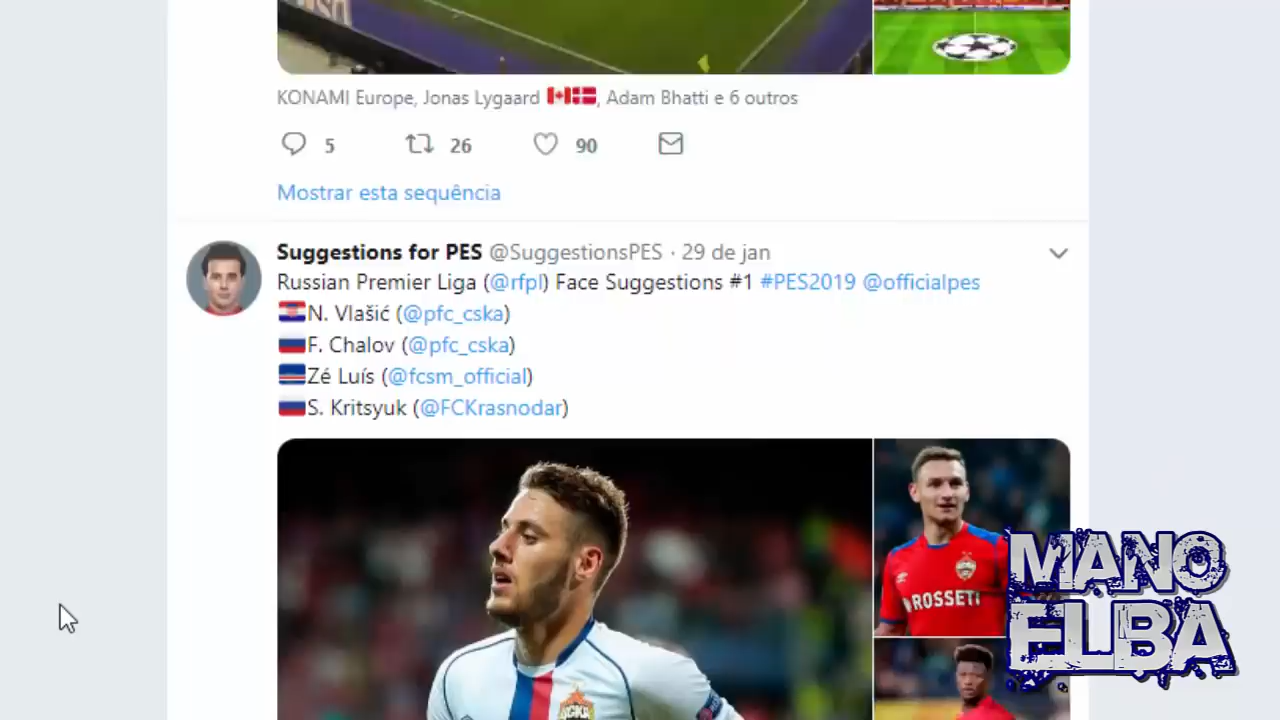 KONAMI Europe, Jonas Lygaard 🇨🇦🇩🇰, Adam Bhatti e 6 outros
5 26 90
Mostrar esta sequência
Suggestions for PES @SuggestionsPES · 29 de jan
Russian Premier Liga (@rfpl) Face Suggestions #1 #PES2019 @officialpes
🇭🇷N. Vlašić (@pfc_cska)
🇷🇺F. Chalov (@pfc_cska)
🇨🇻Zé Luís (@fcsm_official)
🇷🇺S. Kritsyuk (@FCKrasnodar)
ROSSETI
MANO
ELBA